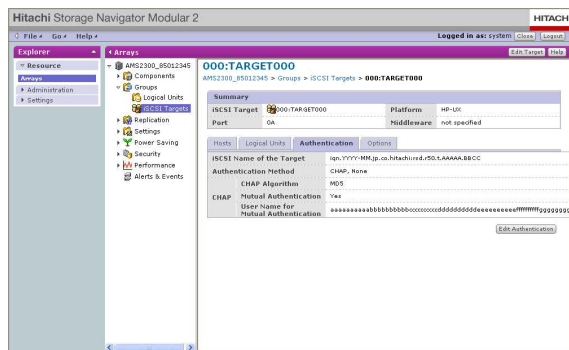 Hitachi Storage Navigator Modular 2
HITACHI
File Go Help
Logged in as: system Close Logout
Explorer
Resource
Arrays
Administration
Settings
Arrays
Edit Target Help
AMS2300_85012345
Components
Groups
Logical Units
iSCSI Targets
Replication
Settings
Power Saving
Security
Performance
Alerts & Events
000:TARGET000
AMS2300_85012345 > Groups > iSCSI Targets > 000:TARGET000
Summary
iSCSI Target 000:TARGET000 Platform HP-UX
Port 0A Middleware not specified
Hosts Logical Units Authentication Options
iSCSI Name of the Target iqn.YYYY-MM.jp.co.hitachi:rsd.r50.t.AAAAA.BBCC
Authentication Method CHAP, None
CHAP
CHAP Algorithm MD5
Mutual Authentication Yes
User Name for Mutual Authentication
Edit Authentication